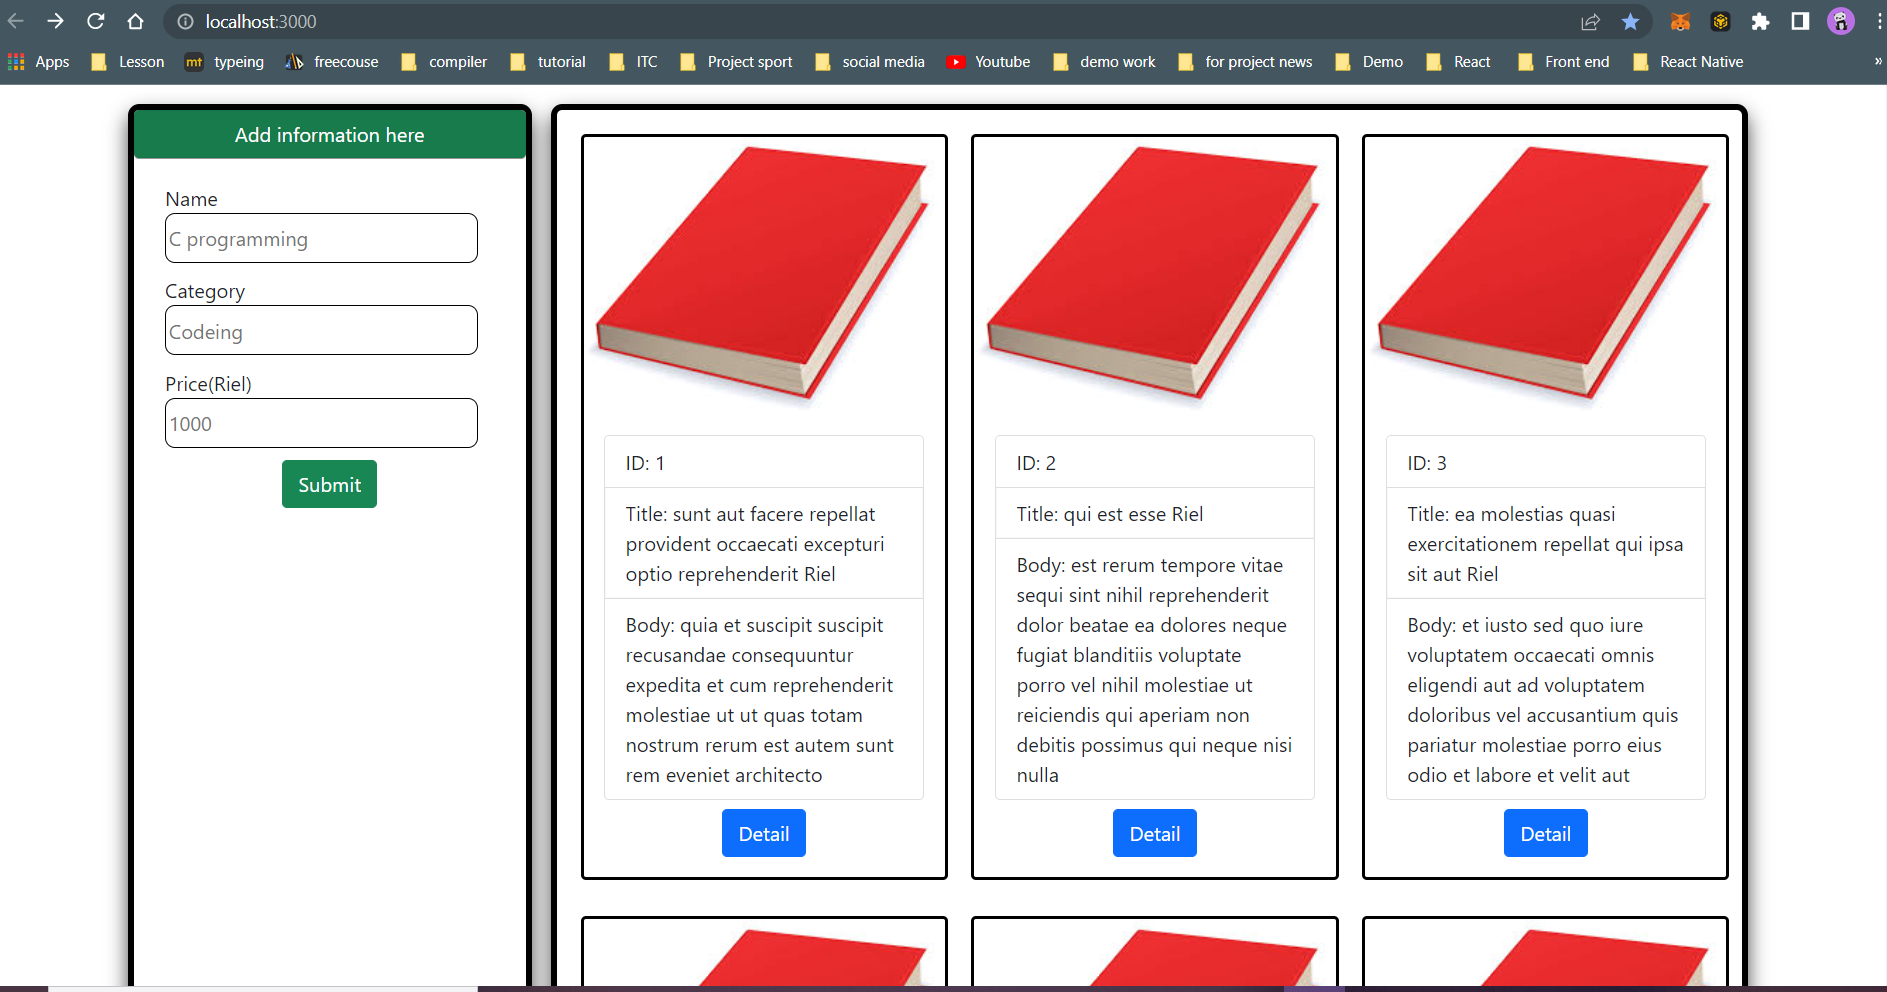 localhost:3000
Apps Lesson mt typeing freecouse compiler tutorial ITC Project sport social media Youtube demo work for project news Demo React Front end React Native »
Add information here
Name
C programming
Category
Codeing
Price(Riel)
1000
Submit
ID: 1
Title: sunt aut facere repellat
provident occaecati excepturi
optio reprehenderit Riel
Body: quia et suscipit suscipit
recusandae consequuntur
expedita et cum reprehenderit
molestiae ut ut quas totam
nostrum rerum est autem sunt
rem eveniet architecto
Detail
ID: 2
Title: qui est esse Riel
Body: est rerum tempore vitae
sequi sint nihil reprehenderit
dolor beatae ea dolores neque
fugiat blanditiis voluptate
porro vel nihil molestiae ut
reiciendis qui aperiam non
debitis possimus qui neque nisi
nulla
Detail
ID: 3
Title: ea molestias quasi
exercitationem repellat qui ipsa
sit aut Riel
Body: et iusto sed quo iure
voluptatem occaecati omnis
eligendi aut ad voluptatem
doloribus vel accusantium quis
pariatur molestiae porro eius
odio et labore et velit aut
Detail